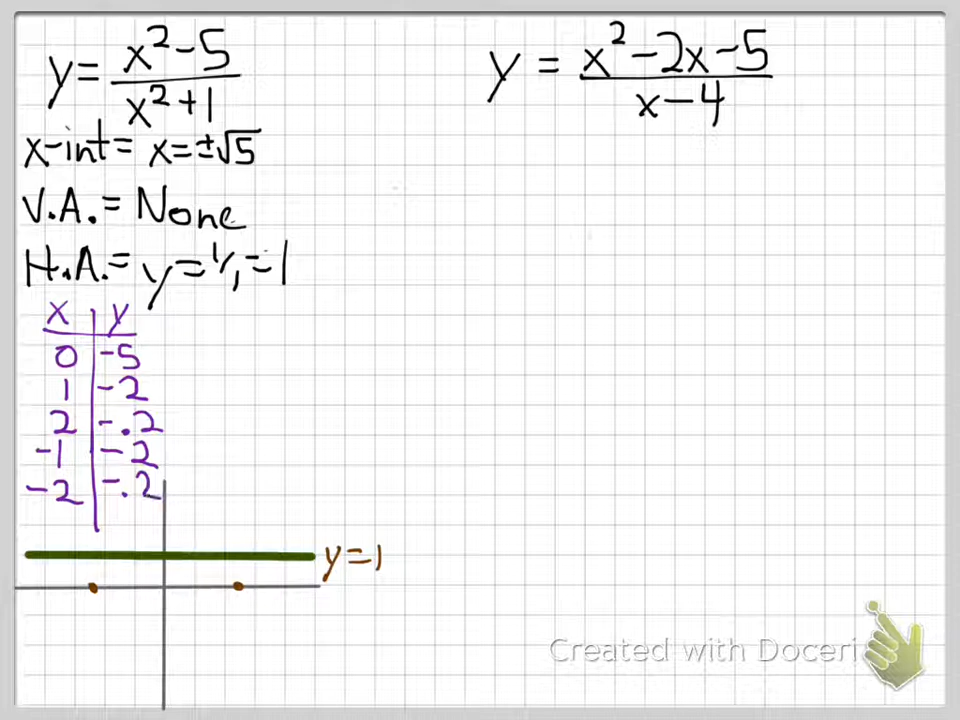 y = (x² - 5)/(x² + 1)
x-int = x = ±√5
V.A. = None
H.A. = y = 1/1 = 1
x | y
0 | -5
1 | -2
2 | -.2
-1 | -2
-2 | -.2
y = 1
y = (x² - 2x - 5)/(x - 4)
Created with Doceri